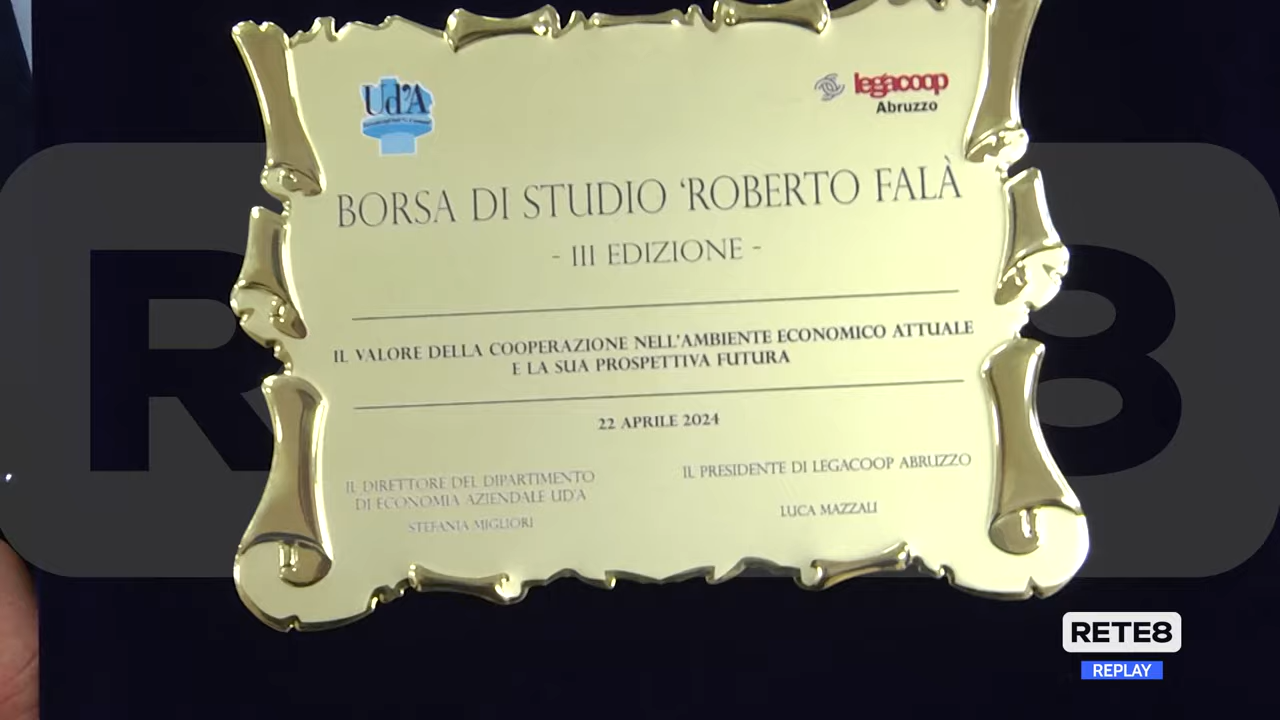 Ud'A
legacoop
Abruzzo
BORSA DI STUDIO ‘ROBERTO FALÀ
- III EDIZIONE -
IL VALORE DELLA COOPERAZIONE NELL'AMBIENTE ECONOMICO ATTUALE
E LA SUA PROSPETTIVA FUTURA
22 APRILE 2024
IL DIRETTORE DEL DIPARTIMENTO
DI ECONOMIA AZIENDALE UD'A
STEFANIA MIGLIORI
IL PRESIDENTE DI LEGACOOP ABRUZZO
LUCA MAZZALI
R 8
RETE8
REPLAY